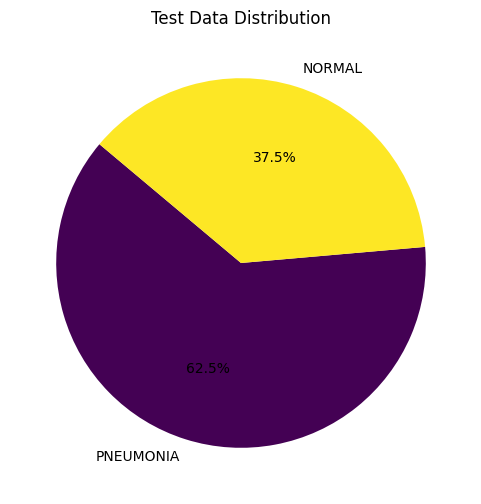 Test Data Distribution
NORMAL
37.5%
62.5%
PNEUMONIA